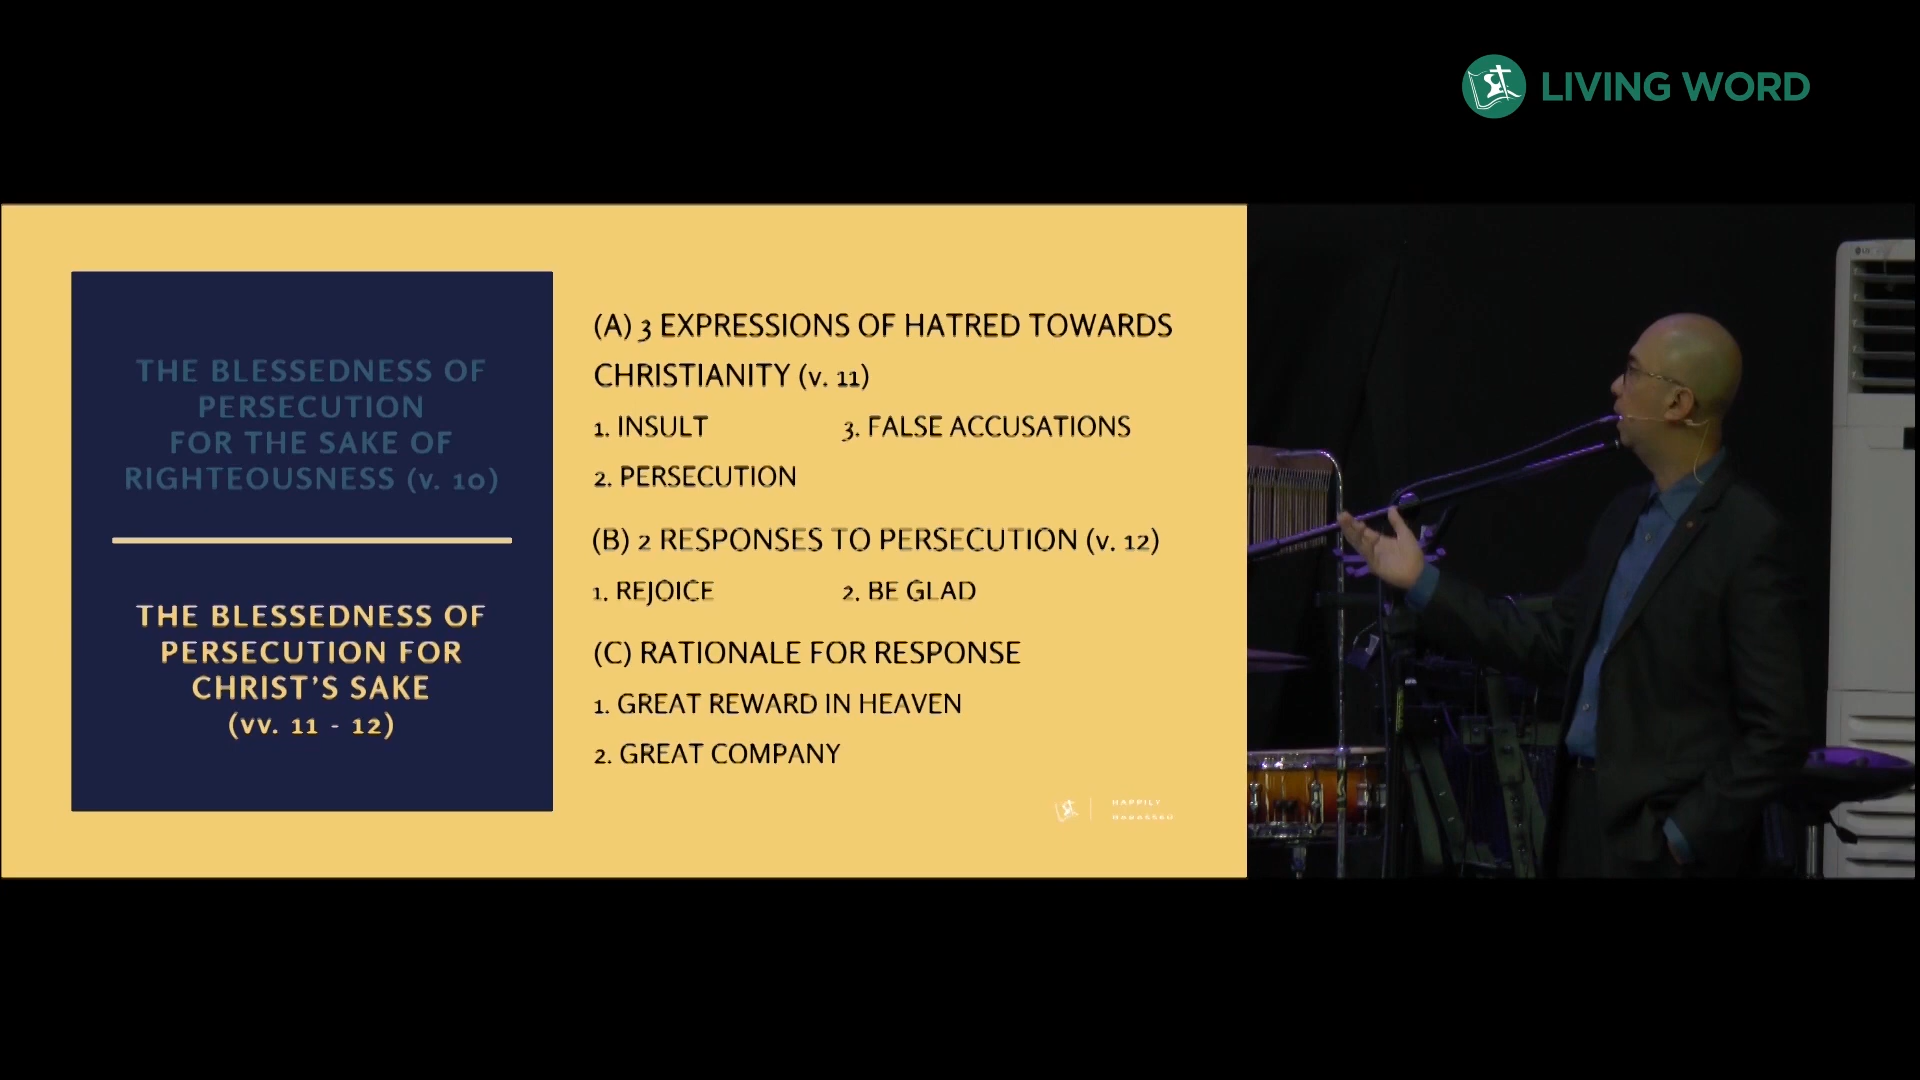 LIVING WORD
THE BLESSEDNESS OF
PERSECUTION
FOR THE SAKE OF
RIGHTEOUSNESS (v. 10)
THE BLESSEDNESS OF
PERSECUTION FOR
CHRIST'S SAKE
(vv. 11 - 12)
(A) 3 EXPRESSIONS OF HATRED TOWARDS
CHRISTIANITY (v. 11)
1. INSULT 3. FALSE ACCUSATIONS
2. PERSECUTION
(B) 2 RESPONSES TO PERSECUTION (v. 12)
1. REJOICE 2. BE GLAD
(C) RATIONALE FOR RESPONSE
1. GREAT REWARD IN HEAVEN
2. GREAT COMPANY
HAPPILY
LG